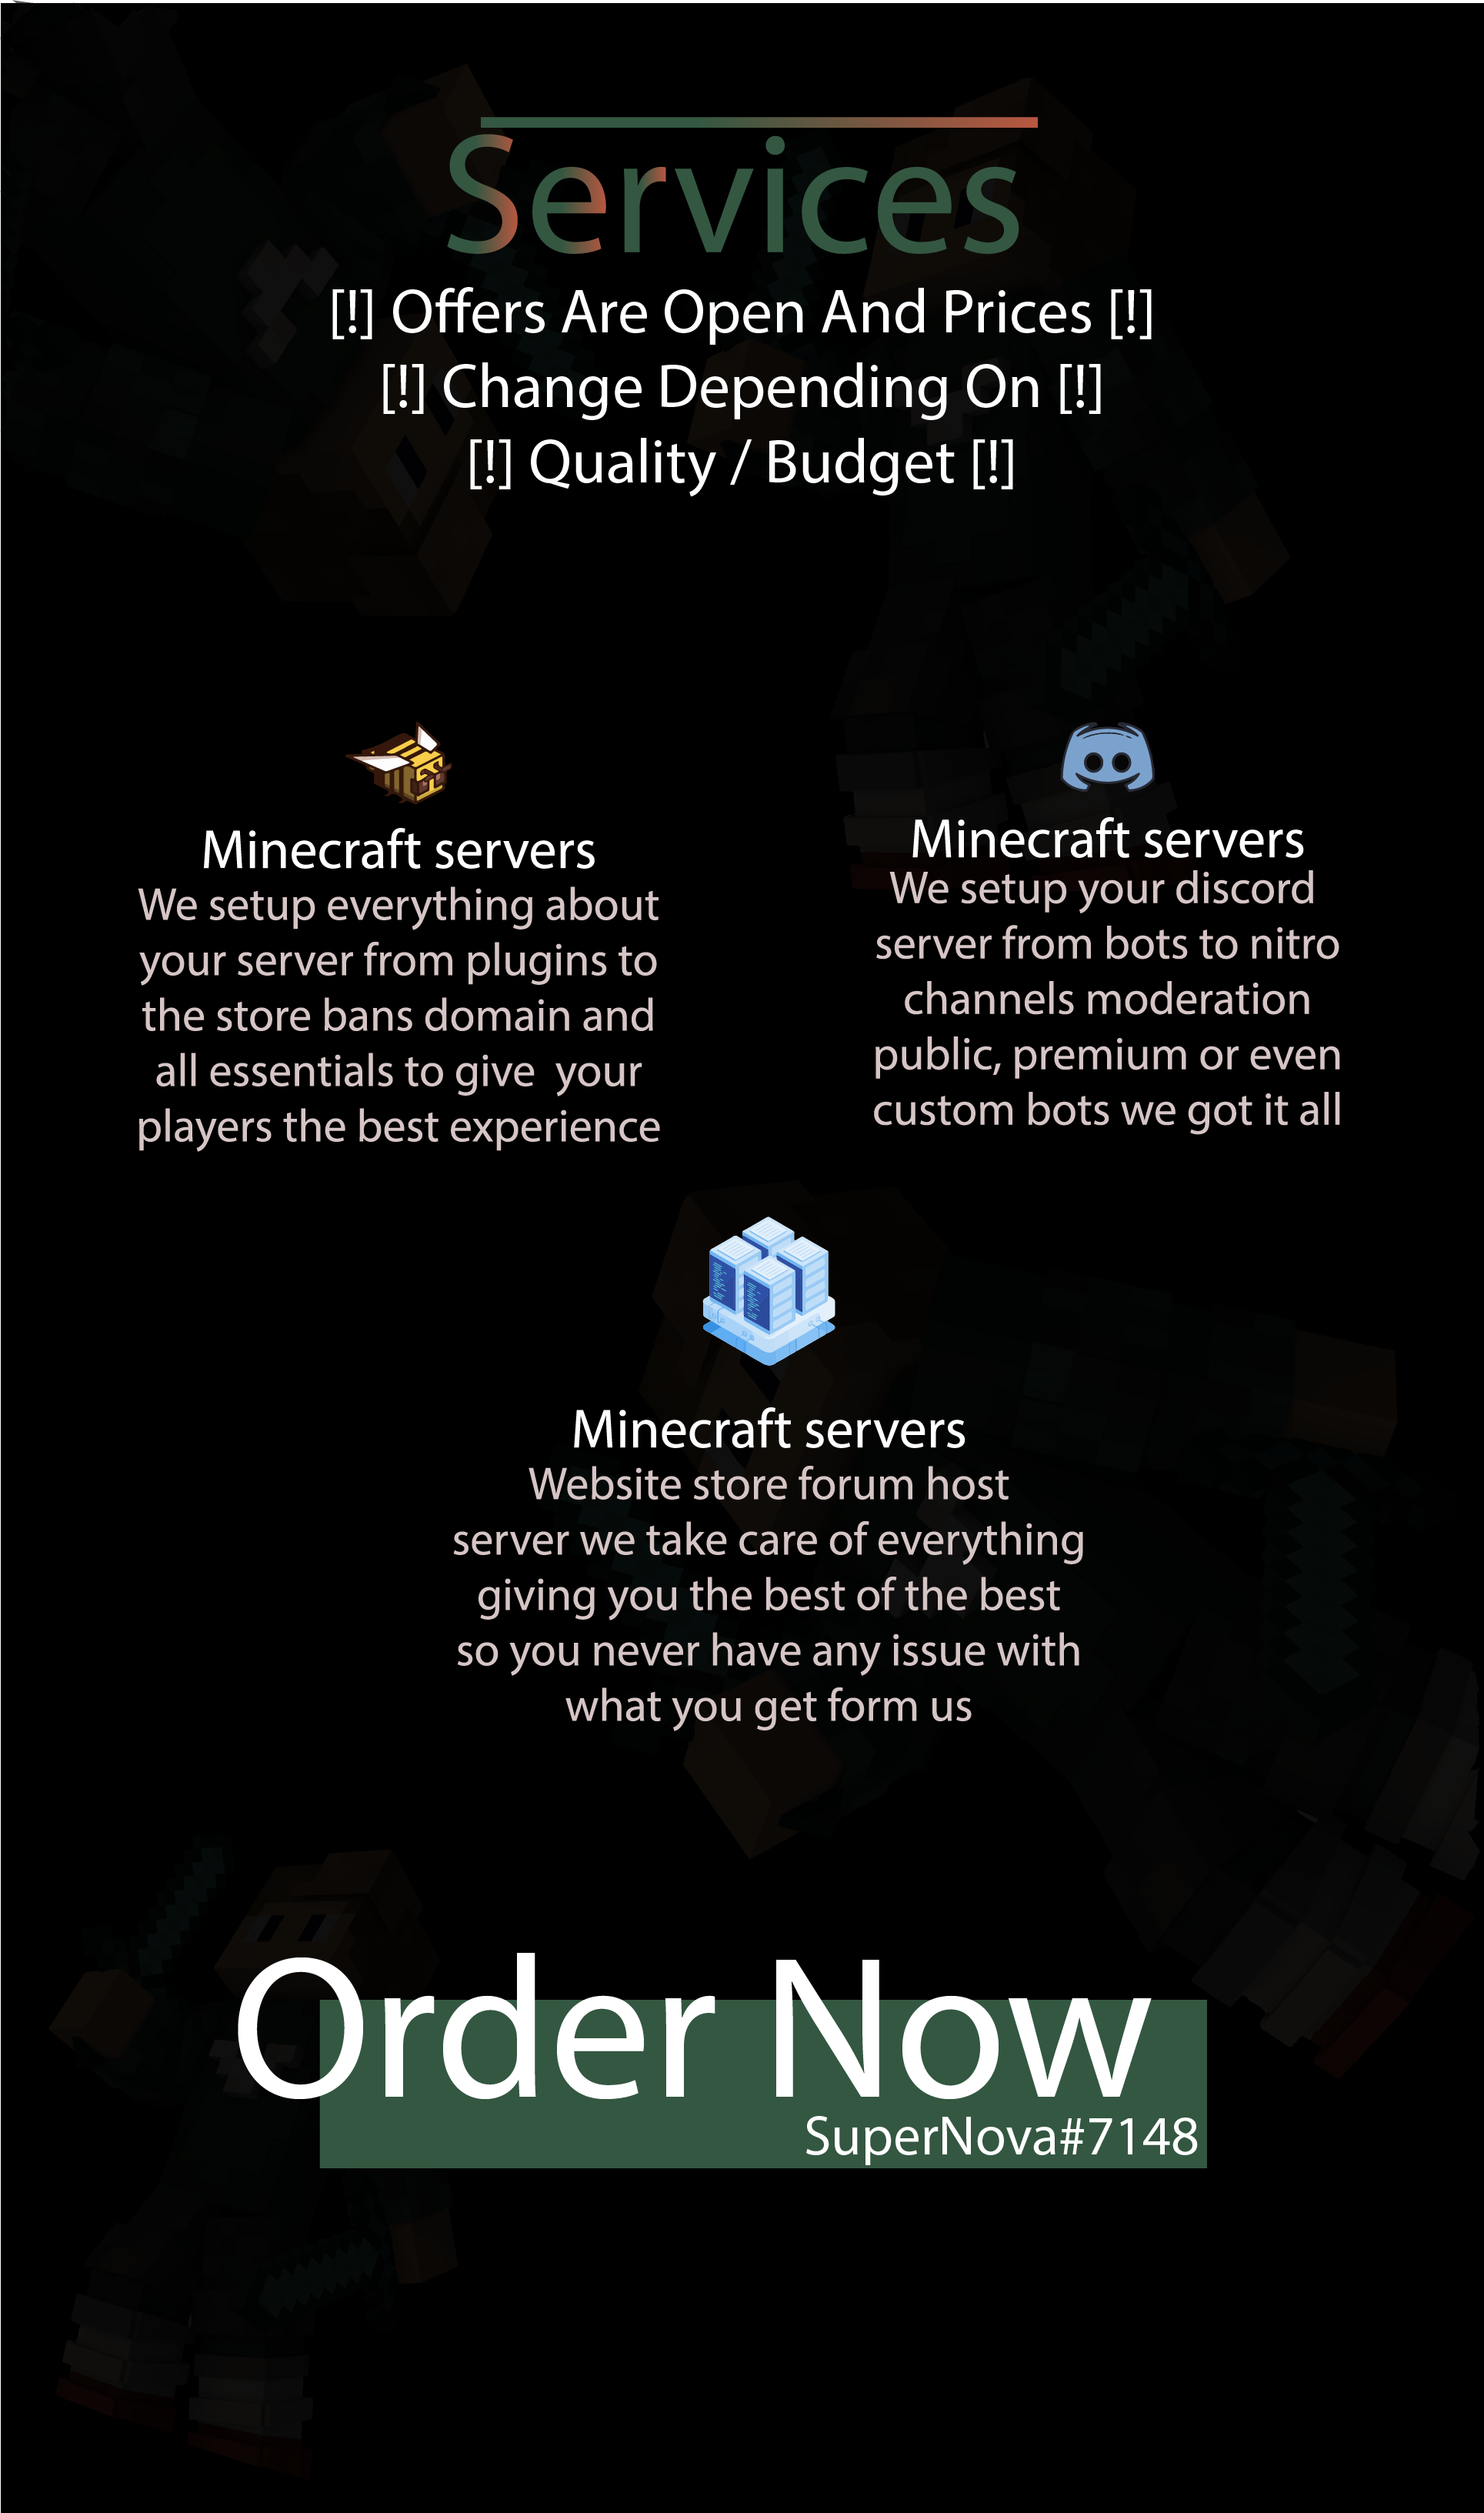 Services
[!] Offers Are Open And Prices [!]
[!] Change Depending On [!]
[!] Quality / Budget [!]
Minecraft servers
We setup everything about
your server from plugins to
the store bans domain and
all essentials to give  your
players the best experience
Minecraft servers
We setup your discord
server from bots to nitro
channels moderation
public, premium or even
custom bots we got it all
Minecraft servers
Website store forum host
server we take care of everything
giving you the best of the best
so you never have any issue with
what you get form us
Order Now
SuperNova#7148